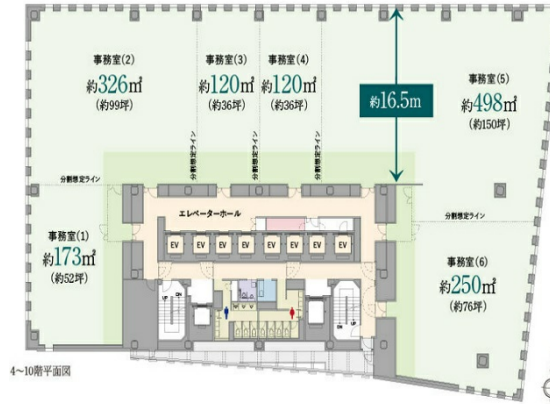 事務室(2)
約326㎡
(約99坪)
事務室(3)
約120㎡
(約36坪)
事務室(4)
約120㎡
(約36坪)
約16.5m
事務室(5)
約498㎡
(約150坪)
分割想定ライン
分割想定ライン
分割想定ライン
分割想定ライン
分割想定ライン
エレベーターホール
EV
EV
EV
EV
EV
EV
EV
EV
事務室(1)
約173㎡
(約52坪)
事務室(6)
約250㎡
(約76坪)
UP
DN
UP
DN
4〜10階平面図